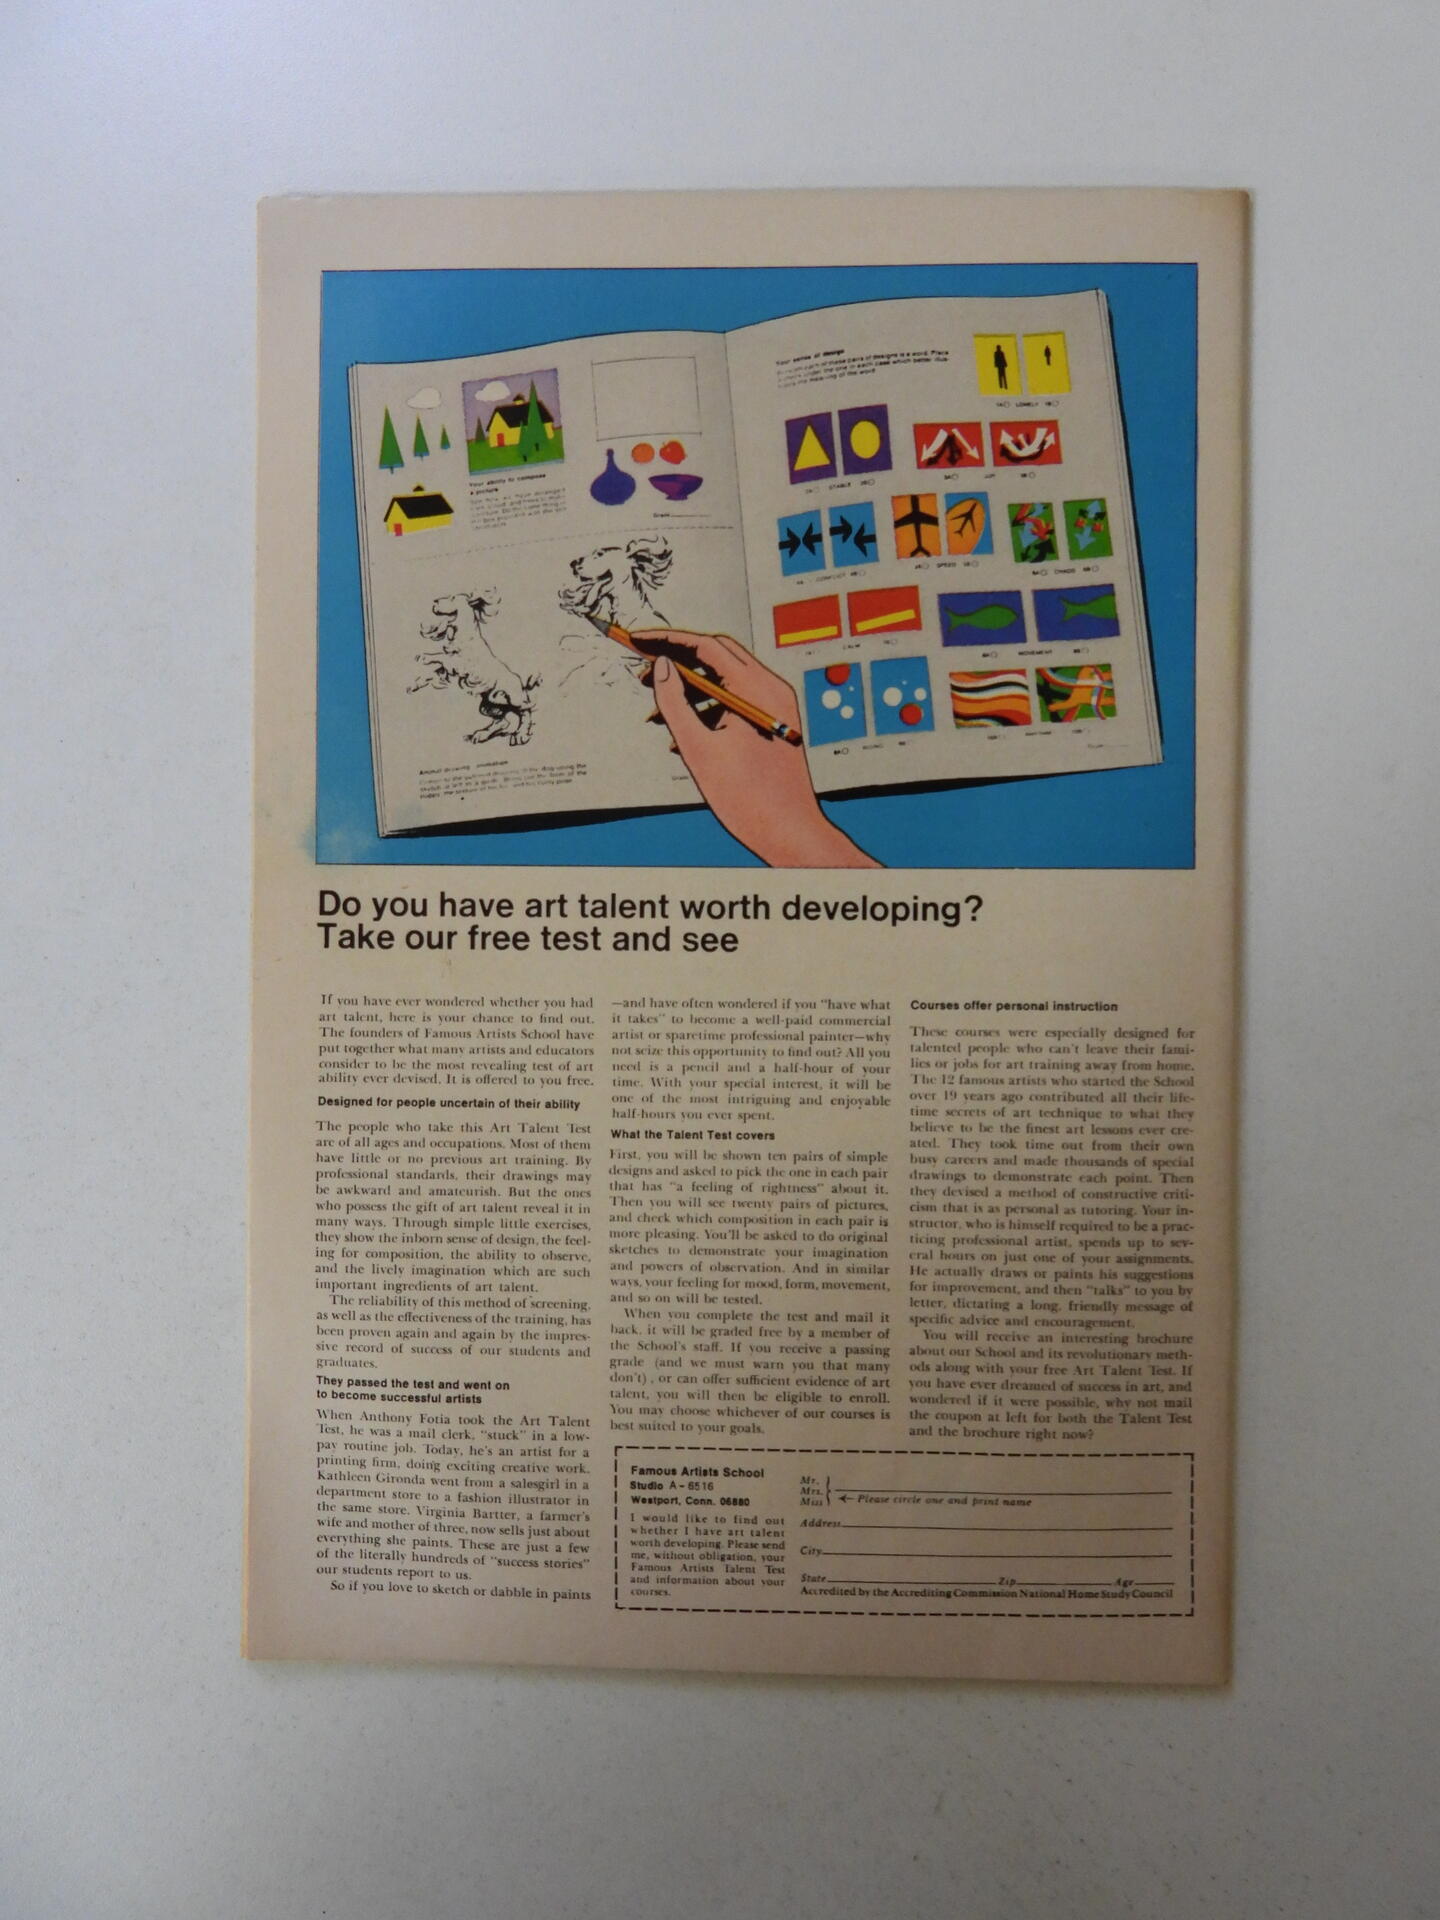 Your sense of design
Your ability to compose
a picture
Grade
1A LONELY 1B
2A STABLE 2B
3A JOY 3B
4A CONFLICT 4B
SPEED
6A CHAOS 6B
CALM
8A MOVEMENT 8B
Animal drawing
Grade
Do you have art talent worth developing?
Take our free test and see
If you have ever wondered whether you had
art talent, here is your chance to find out.
The founders of Famous Artists School have
put together what many artists and educators
consider to be the most revealing test of art
ability ever devised. It is offered to you free.
Designed for people uncertain of their ability
The people who take this Art Talent Test
are of all ages and occupations. Most of them
have little or no previous art training. By
professional standards, their drawings may
be awkward and amateurish. But the ones
who possess the gift of art talent reveal it in
many ways. Through simple little exercises,
they show the inborn sense of design, the feel-
ing for composition, the ability to observe,
and the lively imagination which are such
important ingredients of art talent.
The reliability of this method of screening,
as well as the effectiveness of the training, has
been proven again and again by the impres-
sive record of success of our students and
graduates.
They passed the test and went on
to become successful artists
When Anthony Fotia took the Art Talent
Test, he was a mail clerk, "stuck" in a low-
pay routine job. Today, he's an artist for a
printing firm, doing exciting creative work.
Kathleen Gironda went from a salesgirl in a
department store to a fashion illustrator in
the same store. Virginia Bartter, a farmer's
wife and mother of three, now sells just about
everything she paints. These are just a few
of the literally hundreds of "success stories"
our students report to us.
So if you love to sketch or dabble in paints
—and have often wondered if you "have what
it takes" to become a well-paid commercial
artist or sparetime professional painter—why
not seize this opportunity to find out? All you
need is a pencil and a half-hour of your
time. With your special interest, it will be
one of the most intriguing and enjoyable
half-hours you ever spent.
What the Talent Test covers
First, you will be shown ten pairs of simple
designs and asked to pick the one in each pair
that has "a feeling of rightness" about it.
Then you will see twenty pairs of pictures,
and check which composition in each pair is
more pleasing. You'll be asked to do original
sketches to demonstrate your imagination
and powers of observation. And in similar
ways, your feeling for mood, form, movement,
and so on will be tested.
When you complete the test and mail it
back, it will be graded free by a member of
the School's staff. If you receive a passing
grade (and we must warn you that many
don't), or can offer sufficient evidence of art
talent, you will then be eligible to enroll.
You may choose whichever of our courses is
best suited to your goals.
Courses offer personal instruction
These courses were especially designed for
talented people who can't leave their fami-
lies or jobs for art training away from home.
The 12 famous artists who started the School
over 19 years ago contributed all their life-
time secrets of art technique to what they
believe to be the finest art lessons ever cre-
ated. They took time out from their own
busy careers and made thousands of special
drawings to demonstrate each point. Then
they devised a method of constructive criti-
cism that is as personal as tutoring. Your in-
structor, who is himself required to be a prac-
ticing professional artist, spends up to sev-
eral hours on just one of your assignments.
He actually draws or paints his suggestions
for improvement, and then "talks" to you by
letter, dictating a long, friendly message of
specific advice and encouragement.
You will receive an interesting brochure
about our School and its revolutionary meth-
ods along with your free Art Talent Test. If
you have ever dreamed of success in art, and
wondered if it were possible, why not mail
the coupon at left for both the Talent Test
and the brochure right now?
Famous Artists School
Studio A-6516
Westport, Conn. 06880
I would like to find out
whether I have art talent
worth developing. Please send
me, without obligation, your
Famous Artists Talent Test
and information about your
courses.
Mr.
Mrs.
Miss
Please circle one and print name
Address
City
State Zip Age
Accredited by the Accrediting Commission National Home Study Council